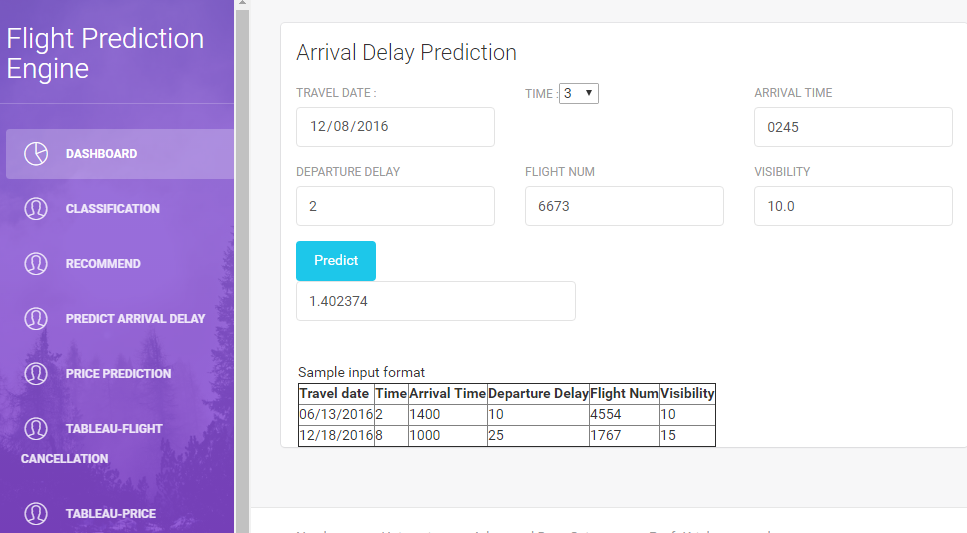 Flight Prediction
Engine
DASHBOARD
CLASSIFICATION
RECOMMEND
PREDICT ARRIVAL DELAY
PRICE PREDICTION
TABLEAU-FLIGHT
CANCELLATION
TABLEAU-PRICE
Arrival Delay Prediction
TRAVEL DATE : TIME : 3 ARRIVAL TIME
12/08/2016 0245
DEPARTURE DELAY FLIGHT NUM VISIBILITY
2 6673 10.0
Predict
1.402374
Sample input format
Travel date Time Arrival Time Departure Delay Flight Num Visibility
06/13/2016 2 1400 10 4554 10
12/18/2016 8 1000 25 1767 15